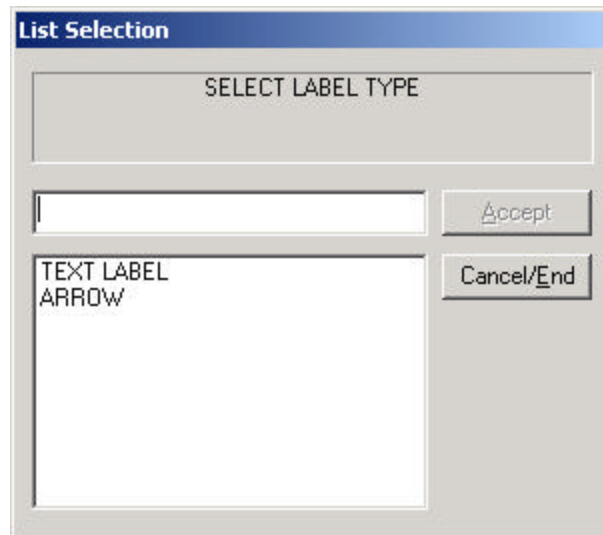 List Selection
SELECT LABEL TYPE
Accept
TEXT LABEL
ARROW
Cancel/End